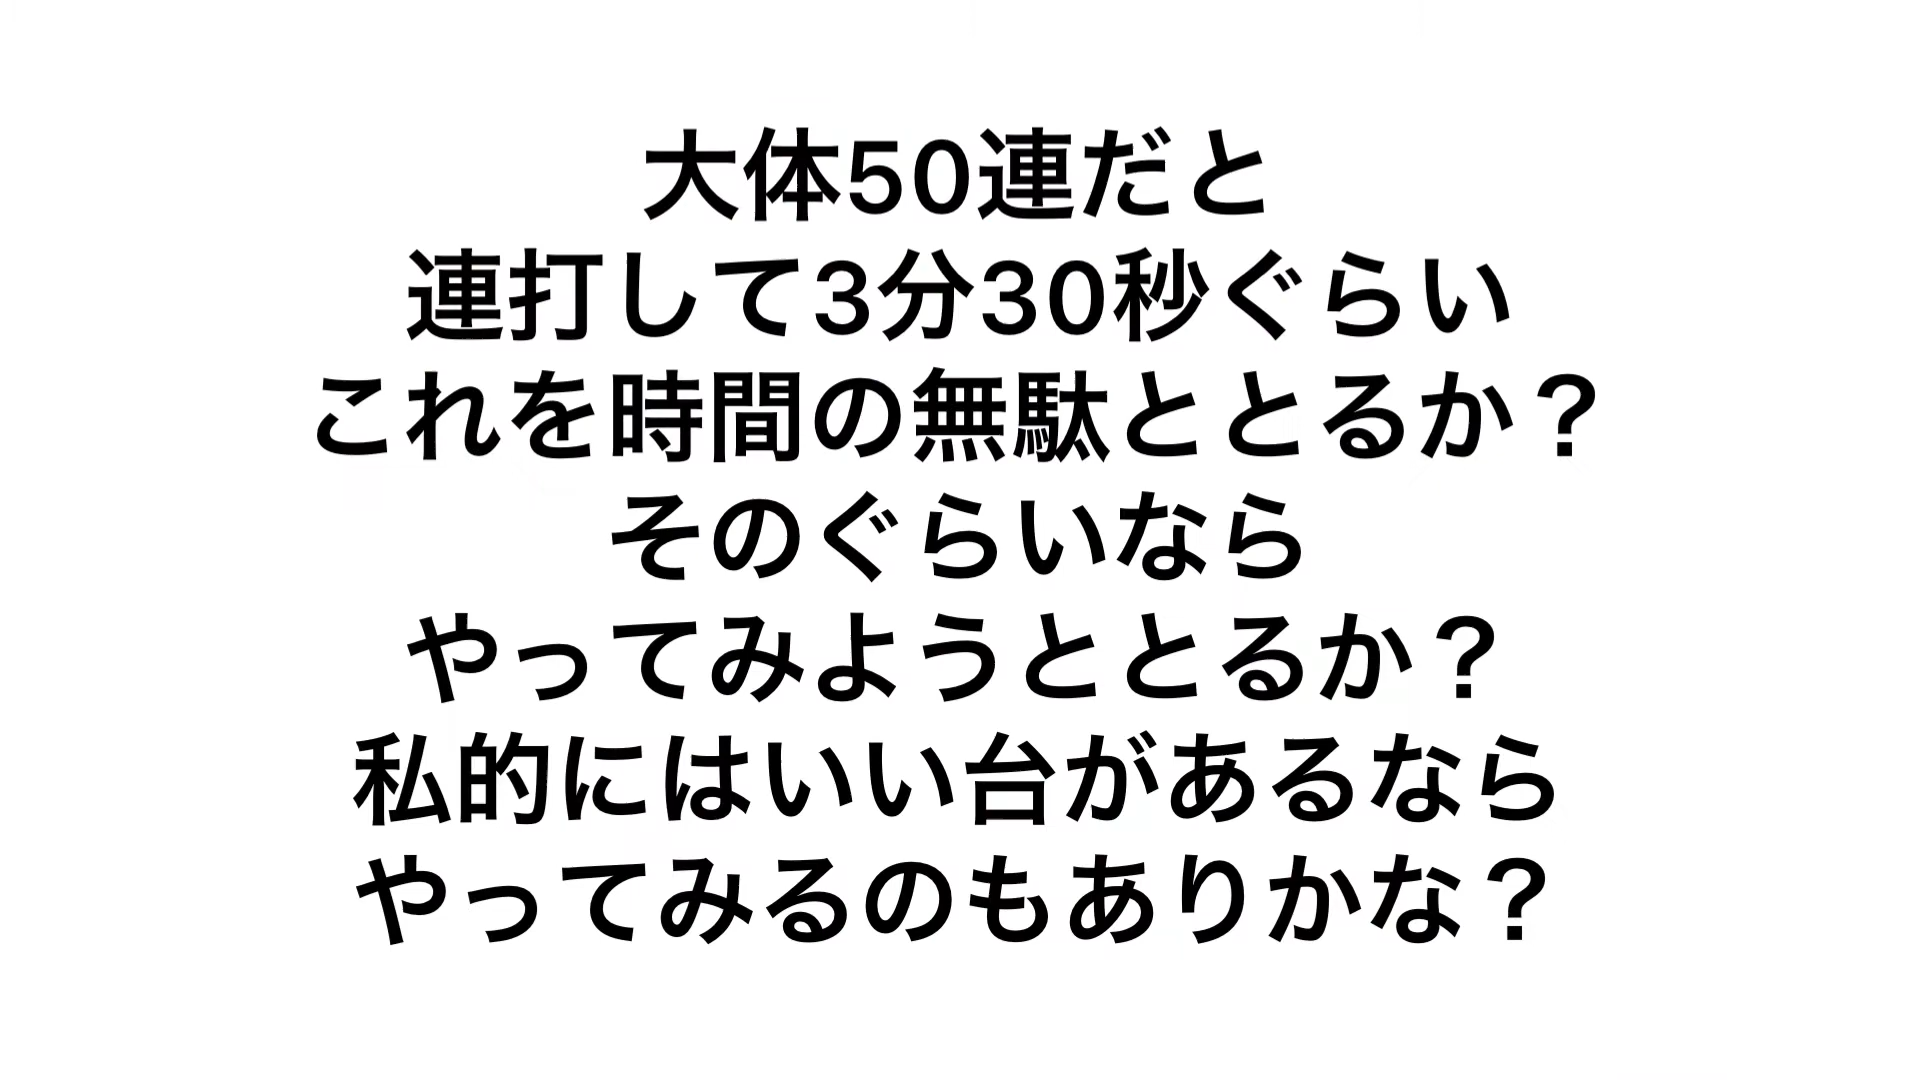 大体50連だと
連打して3分30秒ぐらい
これを時間の無駄ととるか？
そのぐらいなら
やってみようととるか？
私的にはいい台があるなら
やってみるのもありかな？